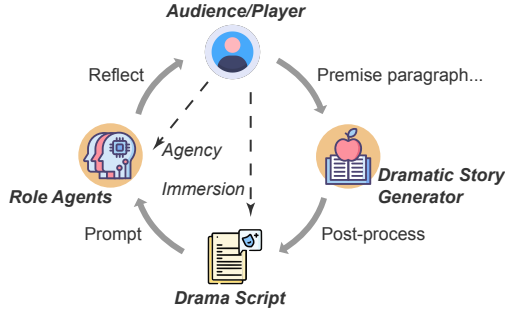 Audience/Player
Reflect
Premise paragraph...
Agency
Immersion
Role Agents
Dramatic Story
Generator
Prompt
Post-process
Drama Script